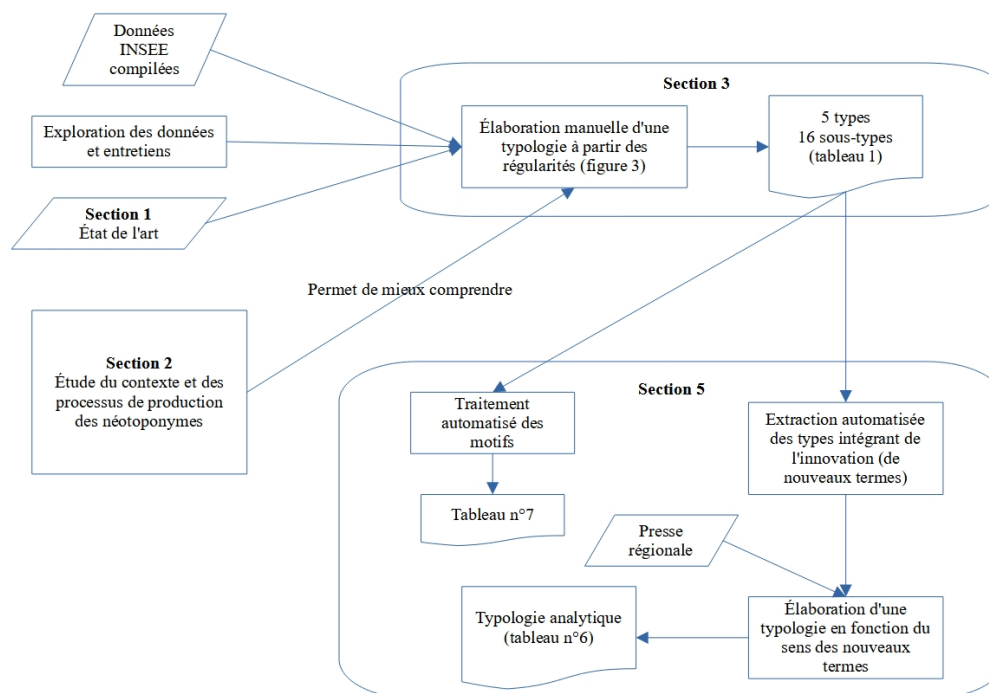 Données
INSEE
compilées
Exploration des données
et entretiens
Section 1
État de l'art
Section 2
Étude du contexte et des
processus de production
des néotoponymes
Permet de mieux comprendre
Section 3
Élaboration manuelle d'une
typologie à partir des
régularités (figure 3)
5 types
16 sous-types
(tableau 1)
Section 5
Traitement
automatisé des
motifs
Tableau n°7
Extraction automatisée
des types intégrant de
l'innovation (de
nouveaux termes)
Presse
régionale
Élaboration d'une
typologie en fonction du
sens des nouveaux
termes
Typologie analytique
(tableau n°6)